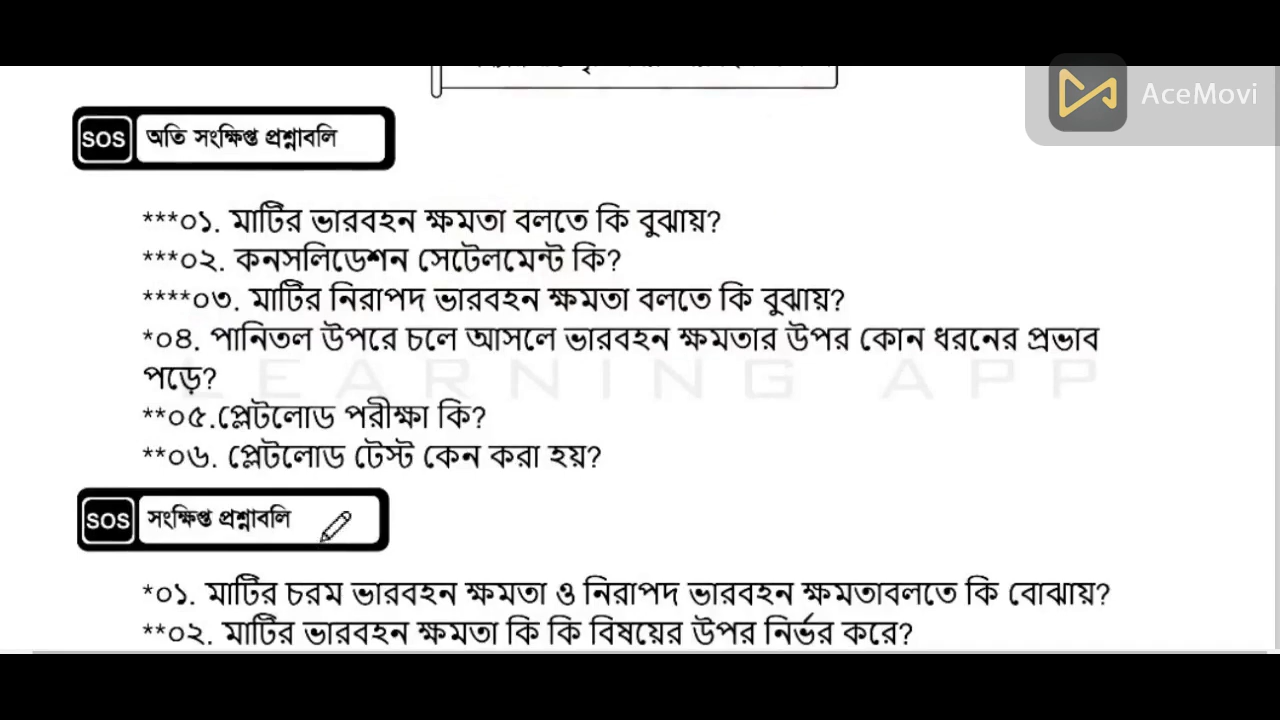 AceMovi
SOS অতি সংক্ষিপ্ত প্রশ্নাবলি
***০১. মাটির ভারবহন ক্ষমতা বলতে কি বুঝায়?
***০২. কনসলিডেশন সেটেলমেন্ট কি?
****০৩. মাটির নিরাপদ ভারবহন ক্ষমতা বলতে কি বুঝায়?
*০৪. পানিতল উপরে চলে আসলে ভারবহন ক্ষমতার উপর কোন ধরনের প্রভাব
পড়ে?
LEARNING APP
**০৫.প্লেটলোড পরীক্ষা কি?
**০৬. প্লেটলোড টেস্ট কেন করা হয়?
SOS সংক্ষিপ্ত প্রশ্নাবলি
*০১. মাটির চরম ভারবহন ক্ষমতা ও নিরাপদ ভারবহন ক্ষমতাবলতে কি বোঝায়?
**০২. মাটির ভারবহন ক্ষমতা কি কি বিষয়ের উপর নির্ভর করে?